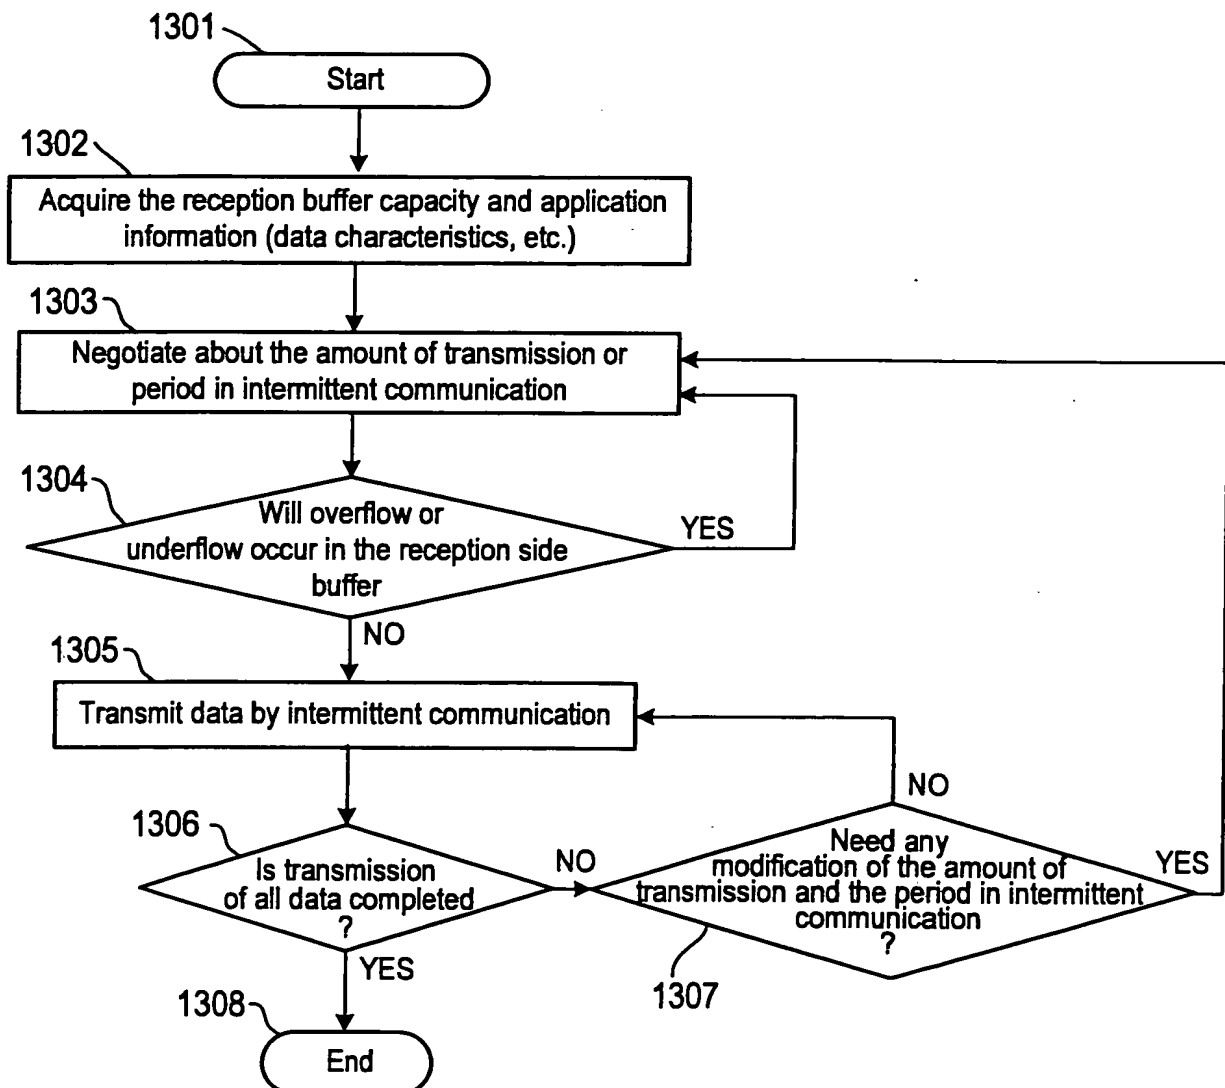 1301
Start
1302
Acquire the reception buffer capacity and application
information (data characteristics, etc.)
1303
Negotiate about the amount of transmission or
period in intermittent communication
1304
Will overflow or
underflow occur in the reception side
buffer
YES
NO
1305
Transmit data by intermittent communication
1306
Is transmission
of all data completed
?
NO
YES
Need any
modification of the amount of
transmission and the period in intermittent
communication
?
NO
YES
1307
1308
End